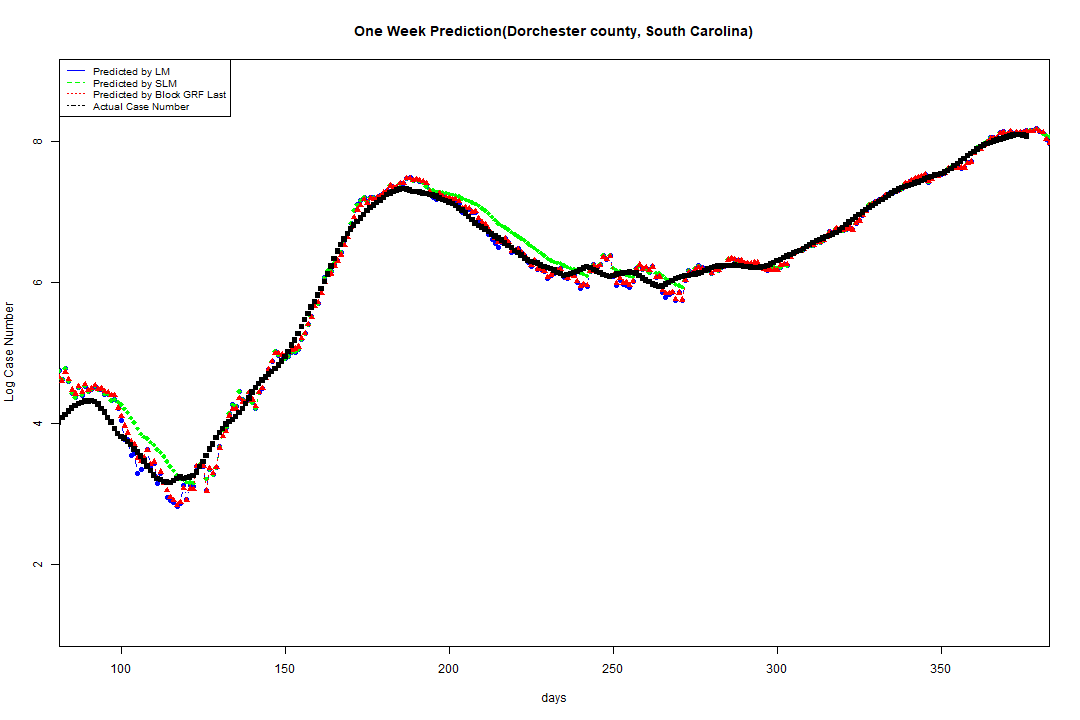 One Week Prediction(Dorchester county, South Carolina)
Predicted by LM
Predicted by SLM
Predicted by Block GRF Last
Actual Case Number
8
6
4
2
Log Case Number
100 150 200 250 300 350
days